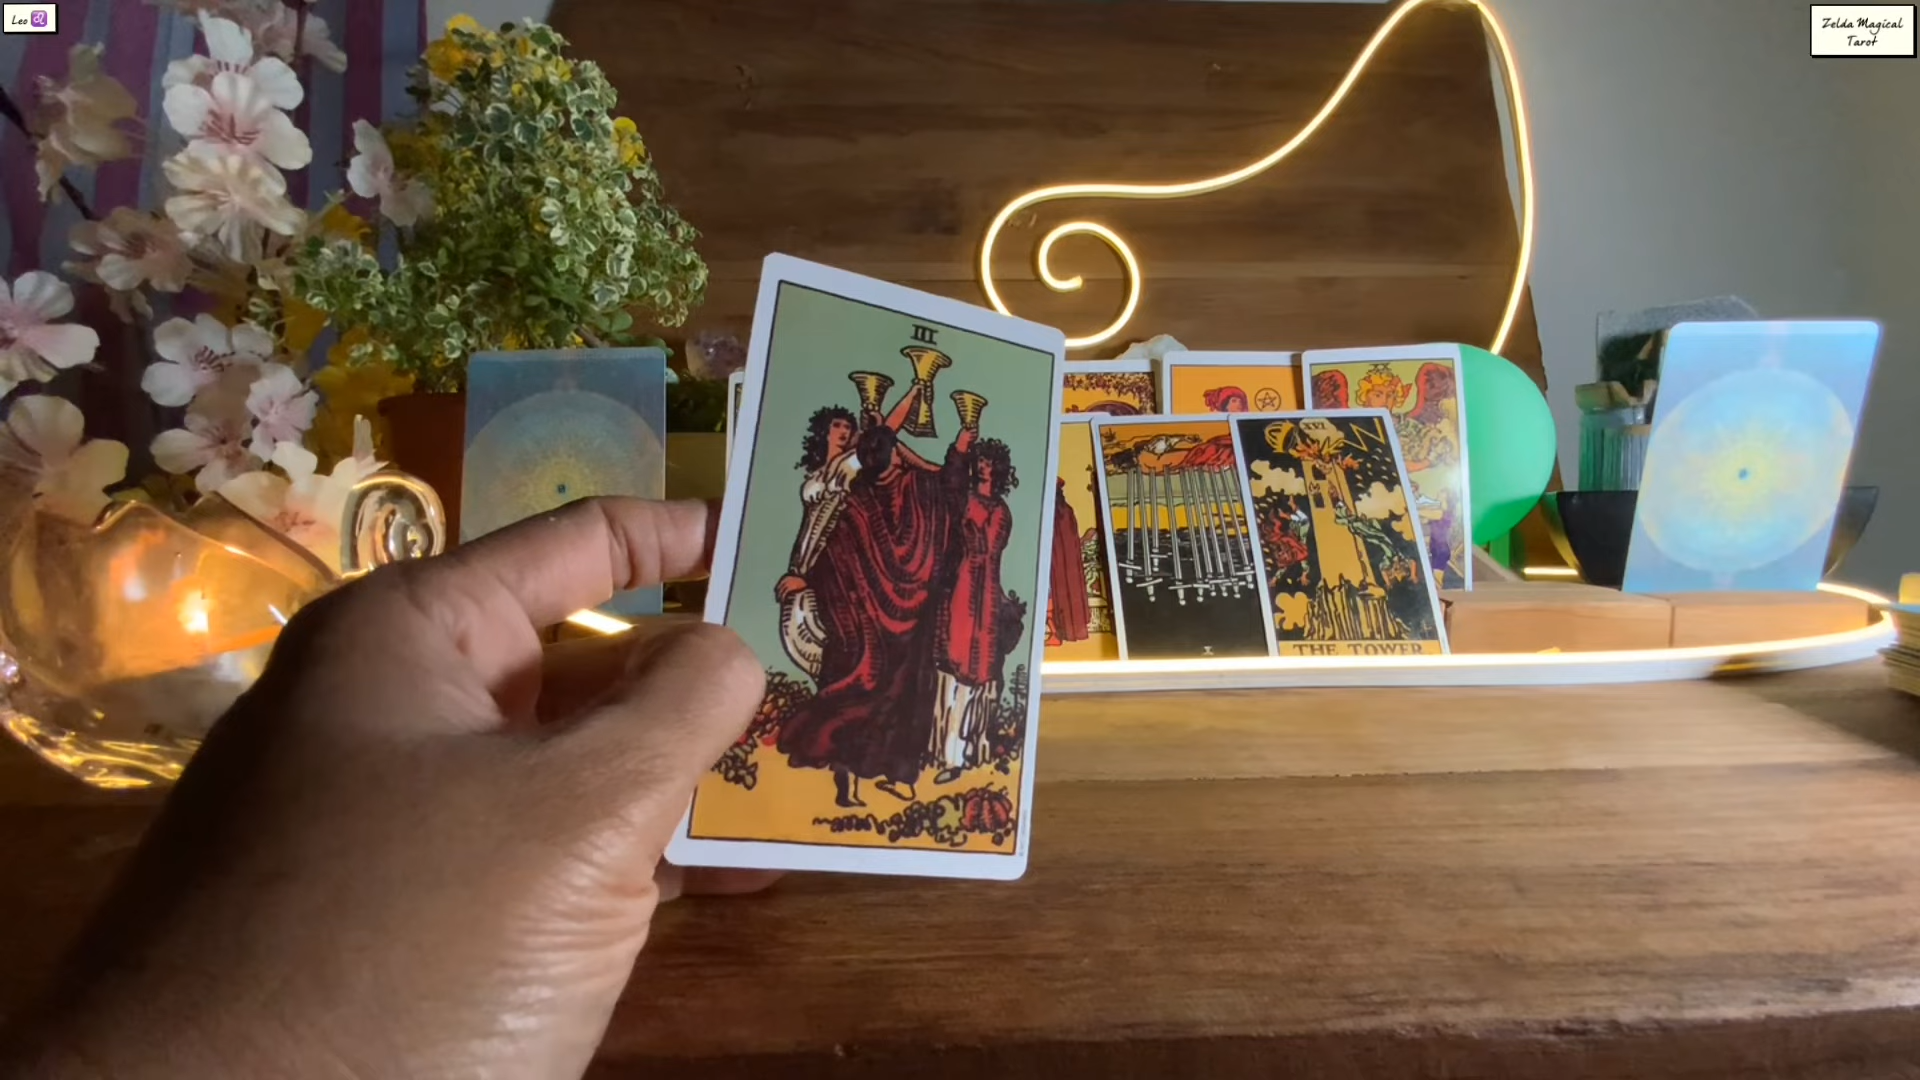 Leo ♌
Zelda Magical
Tarot
III
XVI
X
THE TOWER